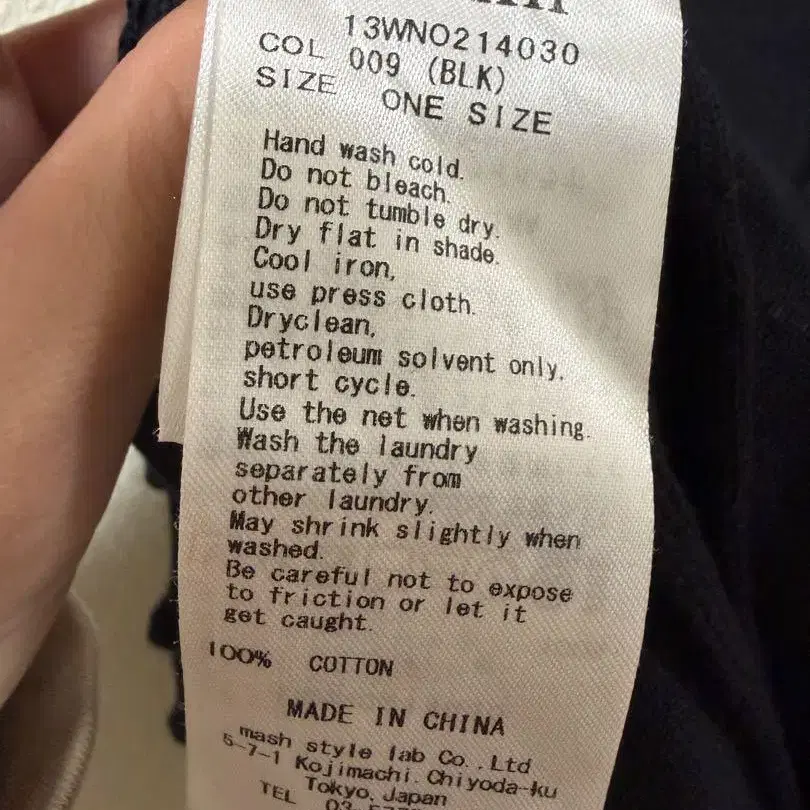 13WNO214030
COL 009 (BLK)
SIZE ONE SIZE
Hand wash cold.
Do not bleach.
Do not tumble dry.
Dry flat in shade.
Cool iron,
use press cloth.
Dryclean,
petroleum solvent only,
short cycle.
Use the net when washing.
Wash the laundry
separately from
other laundry.
May shrink slightly when
washed.
Be careful not to expose
to friction or let it
get caught.
100% COTTON
MADE IN CHINA
mash style lab Co.,Ltd
5-7-1 Kojimachi.Chiyoda-ku
Tokyo.Japan
TEL 03-